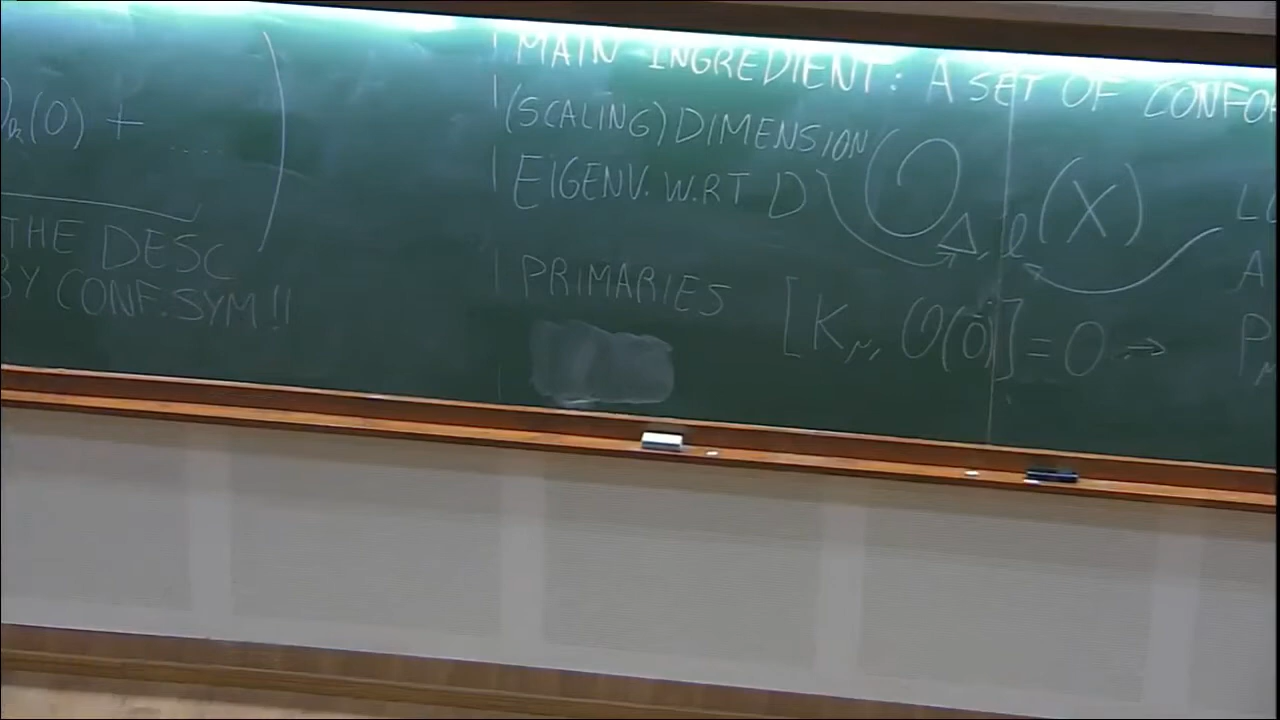 O_k(0) + .....
THE DESC
BY CONF. SYM!!
MAIN INGREDIENT: A SET OF CONFO
(SCALING) DIMENSION
EIGENV. W.R.T D
O_{Δ,ℓ}(X)
PRIMARIES [K_μ, O(0)] = 0 →
L
A
P_μ